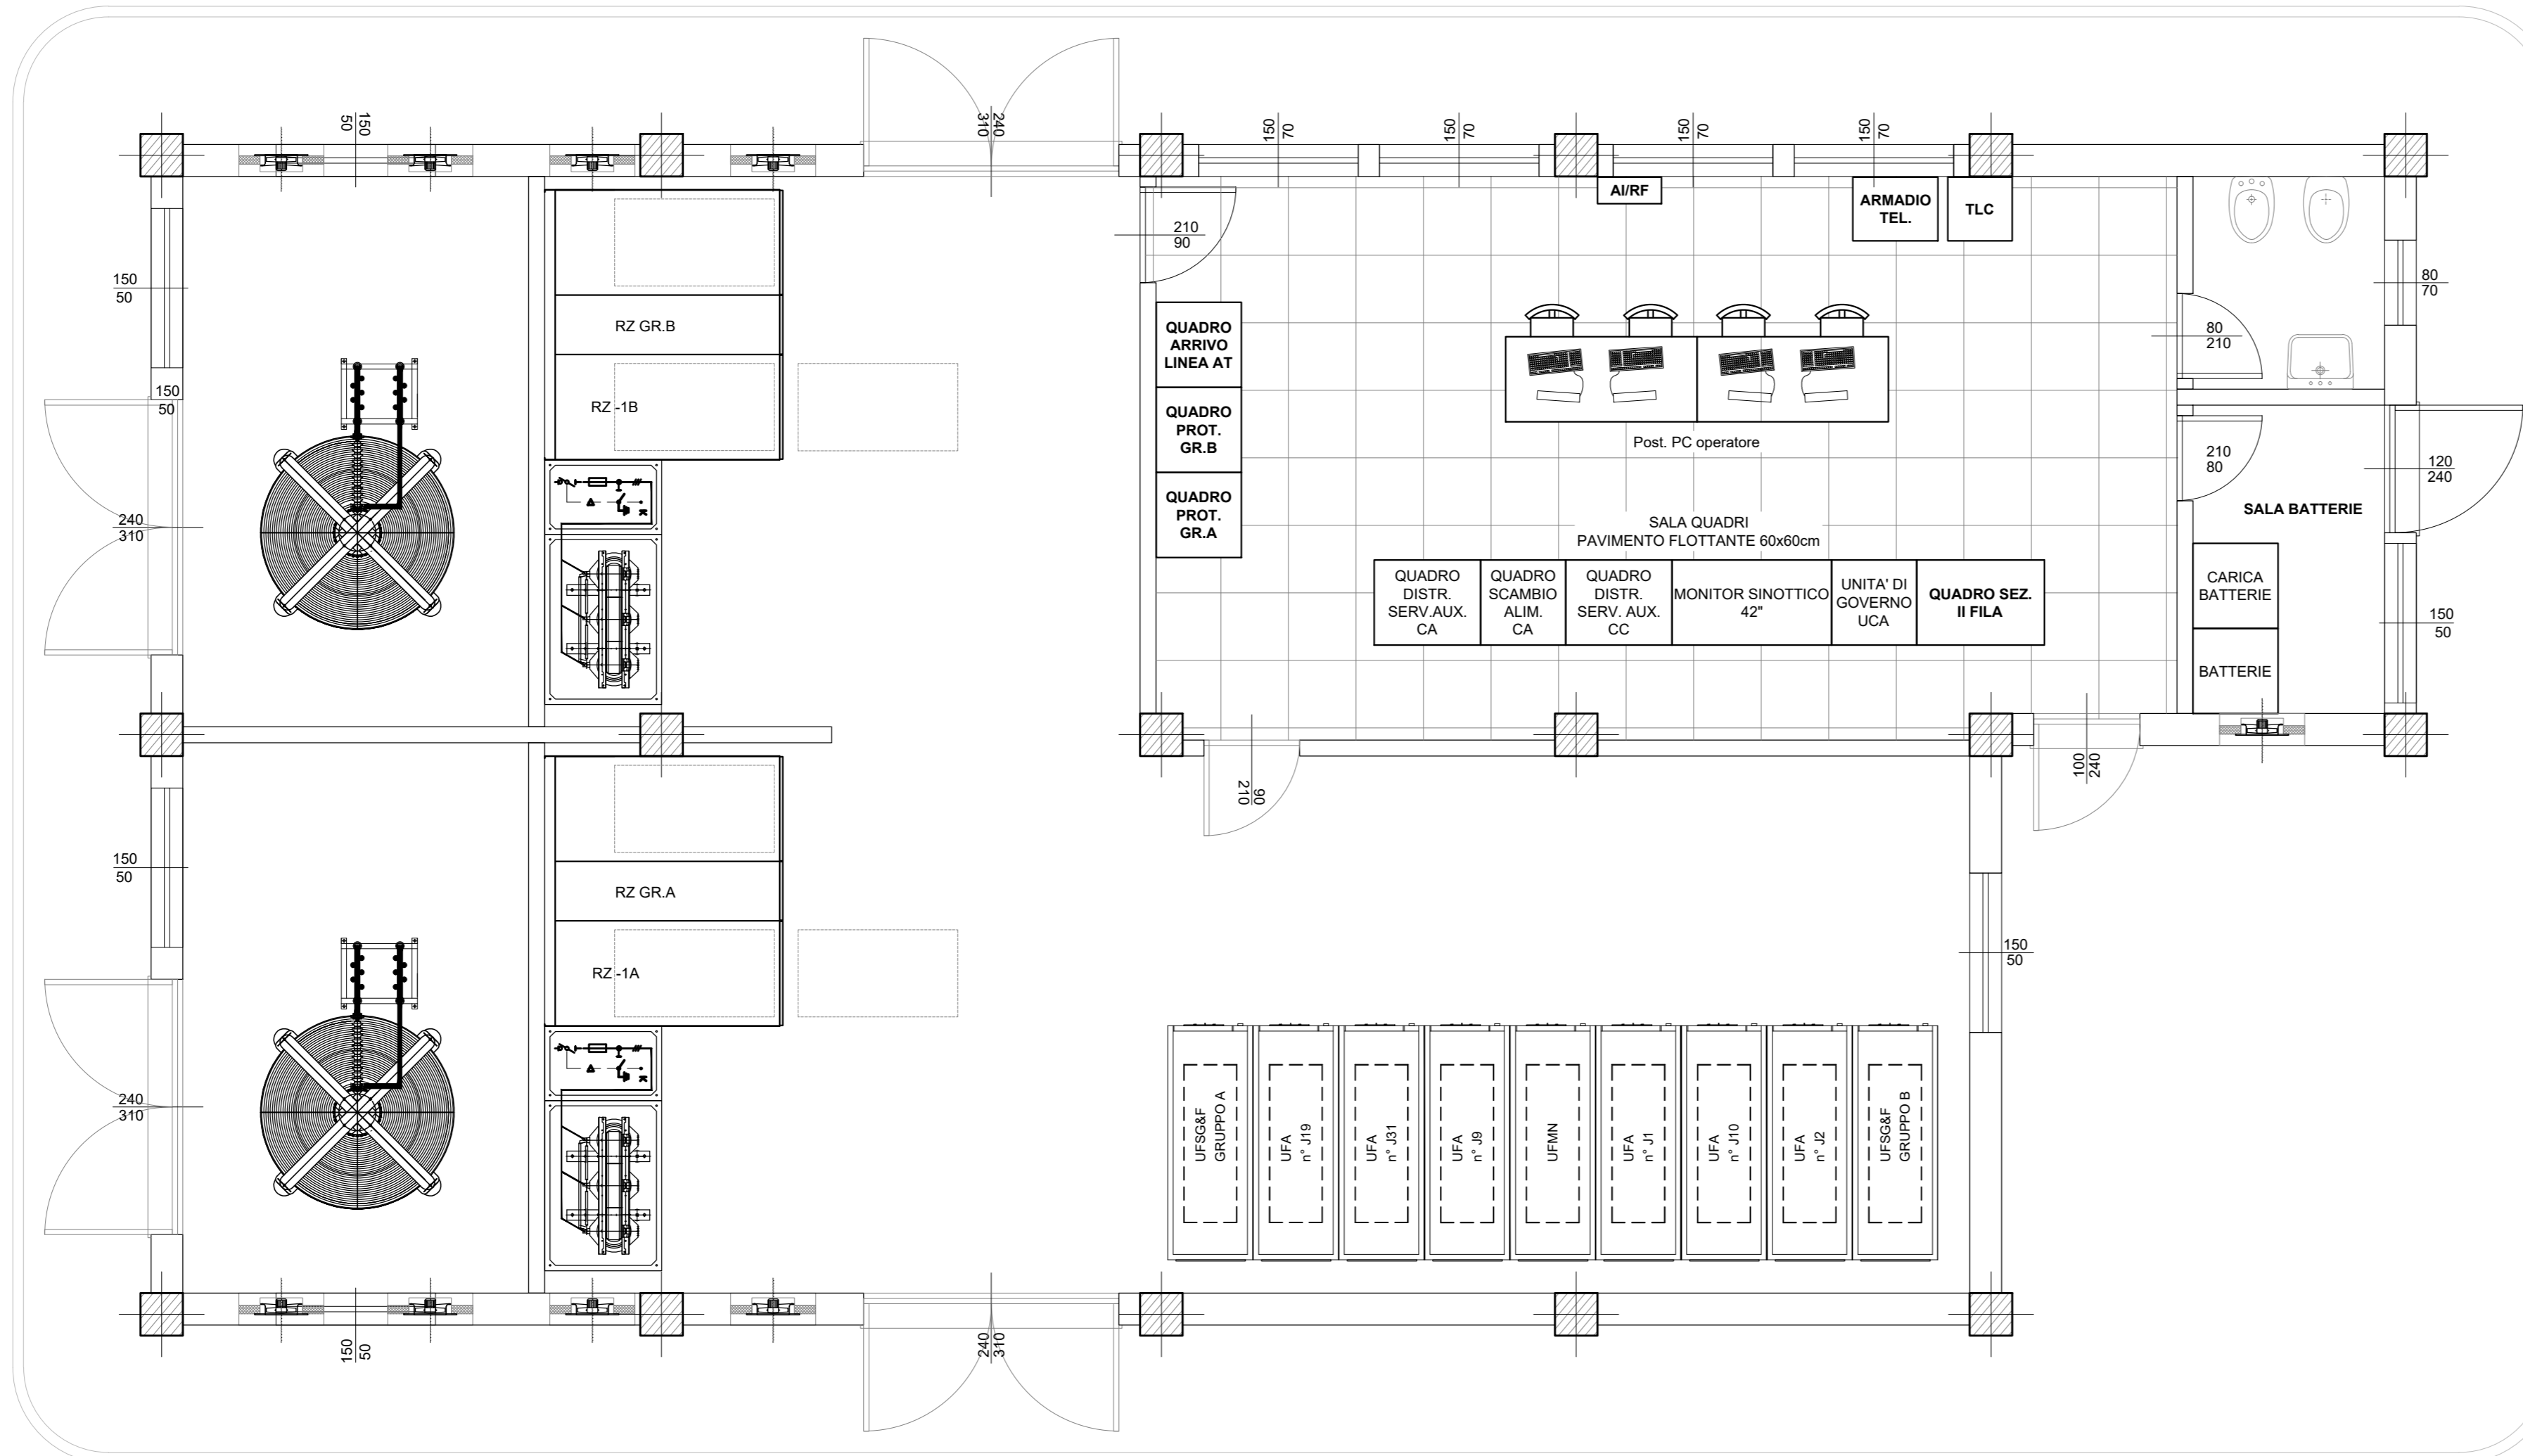 150
50
240
310
150
70
150
70
150
70
150
70
AI/RF
ARMADIO
TEL.
TLC
210
90
150
50
80
70
RZ GR.B
QUADRO
ARRIVO
LINEA AT
80
210
150
50
RZ -1B
QUADRO
PROT.
GR.B
Post. PC operatore
210
80
120
240
QUADRO
PROT.
GR.A
SALA BATTERIE
240
310
SALA QUADRI
PAVIMENTO FLOTTANTE 60x60cm
QUADRO
DISTR.
SERV.AUX.
CA
QUADRO
SCAMBIO
ALIM.
CA
QUADRO
DISTR.
SERV. AUX.
CC
MONITOR SINOTTICO
42"
UNITA' DI
GOVERNO
UCA
QUADRO SEZ.
II FILA
CARICA
BATTERIE
150
50
BATTERIE
90
210
100
240
150
50
RZ GR.A
RZ -1A
150
50
240
310
UFSG&F
GRUPPO A
UFA
n° J19
UFA
n° J31
UFA
n° J9
UFMN
UFA
n° J1
UFA
n° J10
UFA
n° J2
UFSG&F
GRUPPO B
150
50
240
310